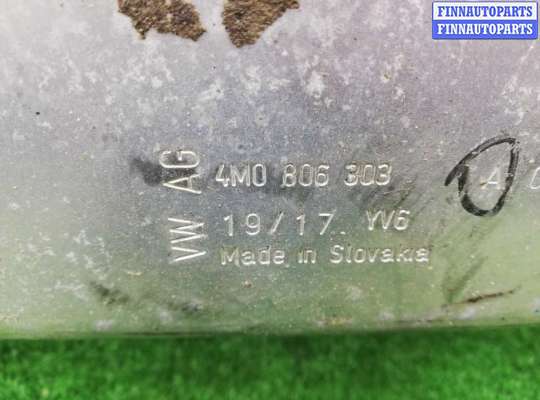 FINNAUTOPARTS
FINNAUTOPARTS
VW AG
4M0 806 303
A
19/17. YV6
Made in Slovakia